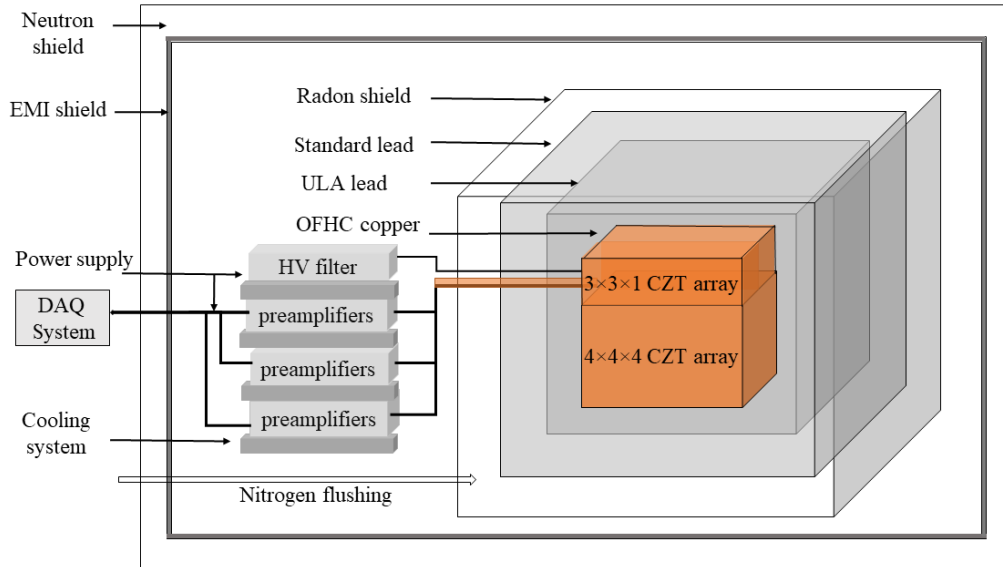 Neutron
shield
EMI shield
Radon shield
Standard lead
ULA lead
OFHC copper
Power supply
HV filter
DAQ
System
preamplifiers
preamplifiers
preamplifiers
3×3×1 CZT array
4×4×4 CZT array
Cooling
system
Nitrogen flushing